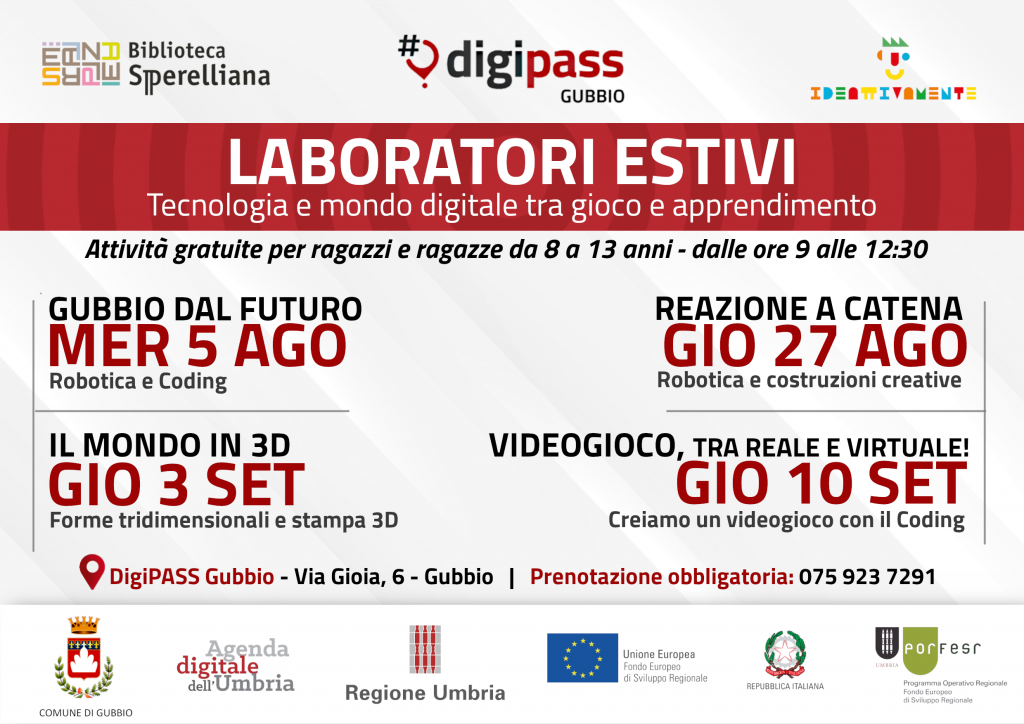 Biblioteca
Sperelliana
#digipass
GUBBIO
IDEATTIVAMENTE
LABORATORI ESTIVI
Tecnologia e mondo digitale tra gioco e apprendimento
Attività gratuite per ragazzi e ragazze da 8 a 13 anni - dalle ore 9 alle 12:30
GUBBIO DAL FUTURO
MER 5 AGO
Robotica e Coding
REAZIONE A CATENA
GIO 27 AGO
Robotica e costruzioni creative
IL MONDO IN 3D
GIO 3 SET
Forme tridimensionali e stampa 3D
VIDEOGIOCO, TRA REALE E VIRTUALE!
GIO 10 SET
Creiamo un videogioco con il Coding
DigiPASS Gubbio - Via Gioia, 6 - Gubbio | Prenotazione obbligatoria: 075 923 7291
COMUNE DI GUBBIO
Agenda
digitale
dell'Umbria
Regione Umbria
Unione Europea
Fondo Europeo
di Sviluppo Regionale
REPUBBLICA ITALIANA
UMBRIA
porfesr
Programma Operativo Regionale
Fondo Europeo
di Sviluppo Regionale